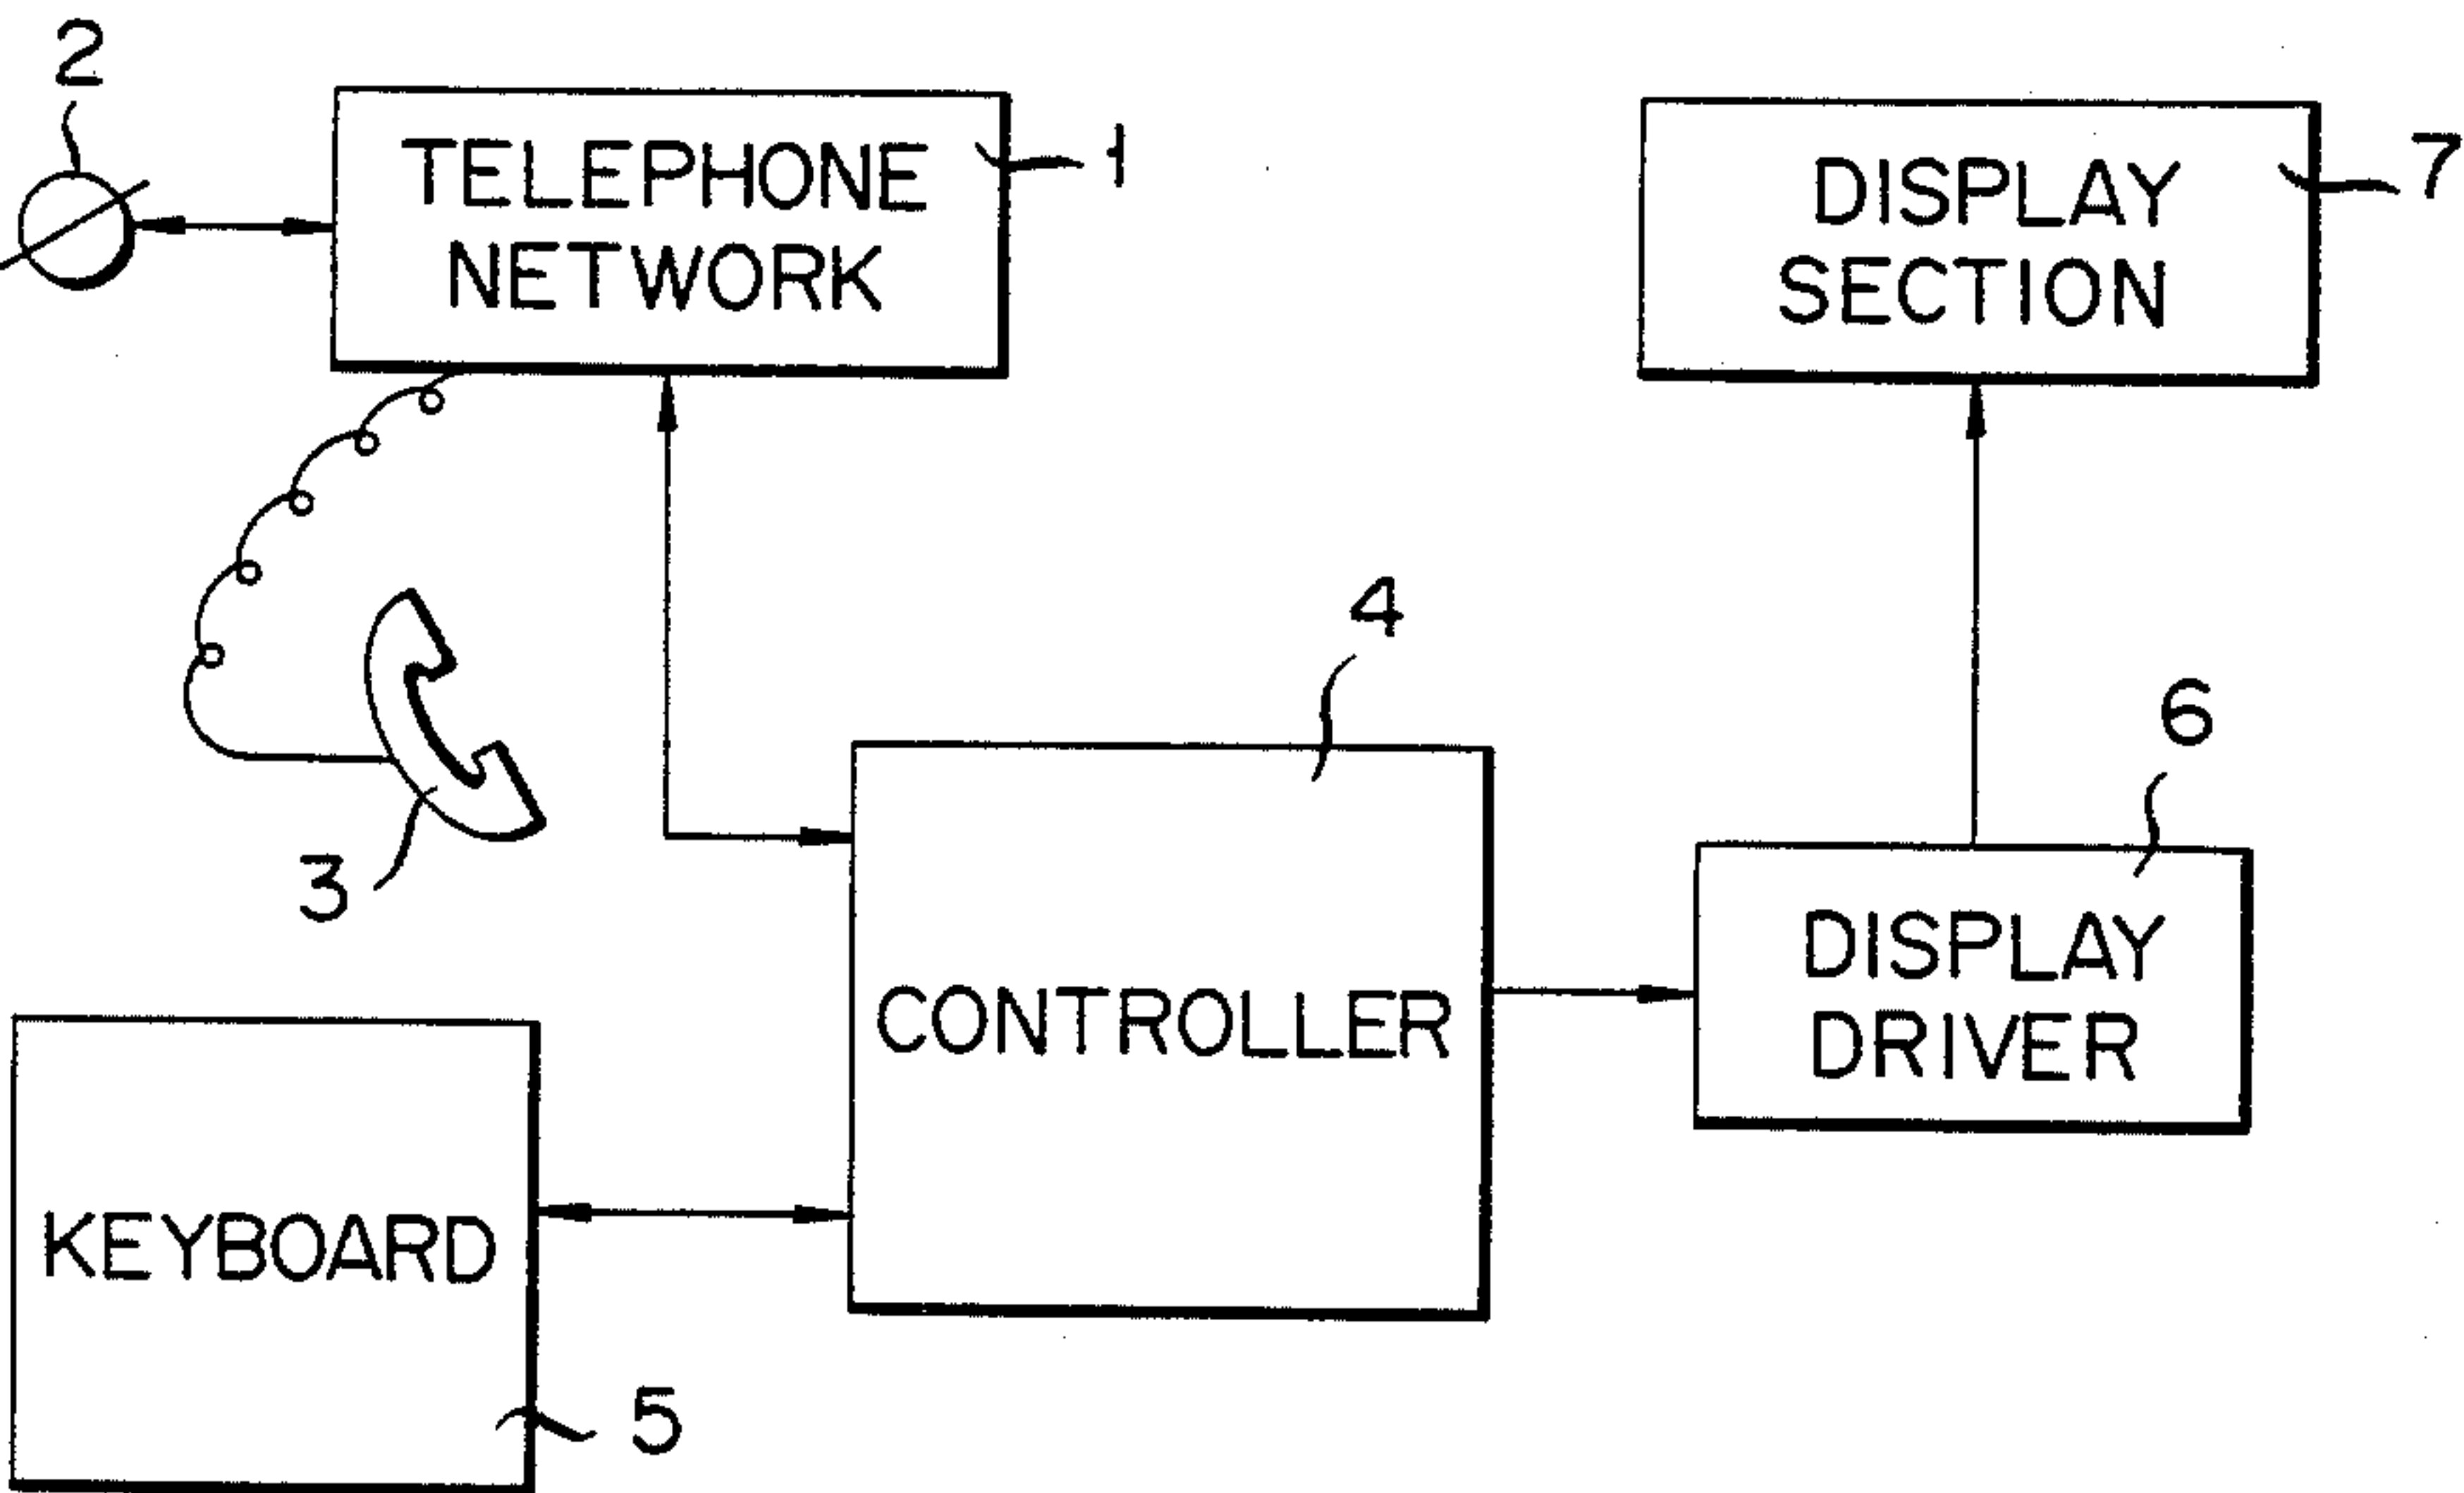 2
TELEPHONE
NETWORK
1
DISPLAY
SECTION
7
3
4
CONTROLLER
6
DISPLAY
DRIVER
KEYBOARD
5